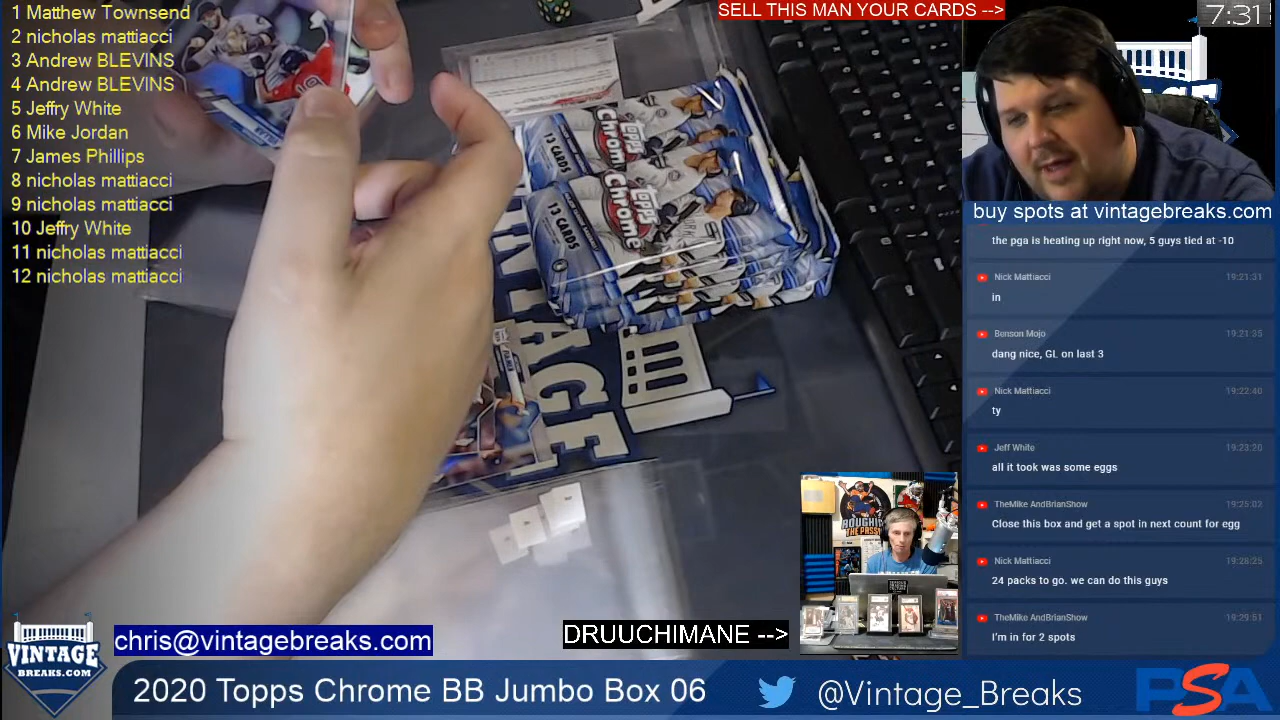 1 Matthew Townsend
2 nicholas mattiacci
3 Andrew BLEVINS
4 Andrew BLEVINS
5 Jeffry White
6 Mike Jordan
7 James Phillips
8 nicholas mattiacci
9 nicholas mattiacci
10 Jeffry White
11 nicholas mattiacci
12 nicholas mattiacci
SELL THIS MAN YOUR CARDS -->
7:31
buy spots at vintagebreaks.com
the pga is heating up right now, 5 guys tied at -10
Nick Mattiacci 19:21:31
in
Benson Mojo 19:21:35
dang nice, GL on last 3
Nick Mattiacci 19:22:40
ty
Jeff White 19:23:20
all it took was some eggs
TheMike AndBrianShow 19:25:02
Close this box and get a spot in next count for egg
Nick Mattiacci 19:28:25
24 packs to go. we can do this guys
TheMike AndBrianShow 19:29:51
I'm in for 2 spots
Topps Chrome
13 CARDS
Topps Chrome
13 CARDS
DRUUCHIMANE -->
chris@vintagebreaks.com
VINTAGE
BREAKS.COM
2020 Topps Chrome BB Jumbo Box 06
@Vintage_Breaks
PSA